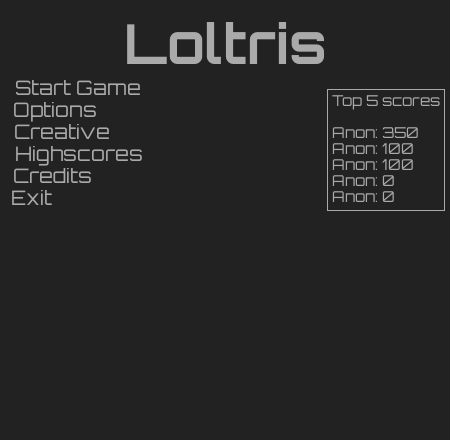 Loltris
Start Game
Options
Creative
Highscores
Credits
Exit
Top 5 scores
Anon: 350
Anon: 100
Anon: 100
Anon: 0
Anon: 0